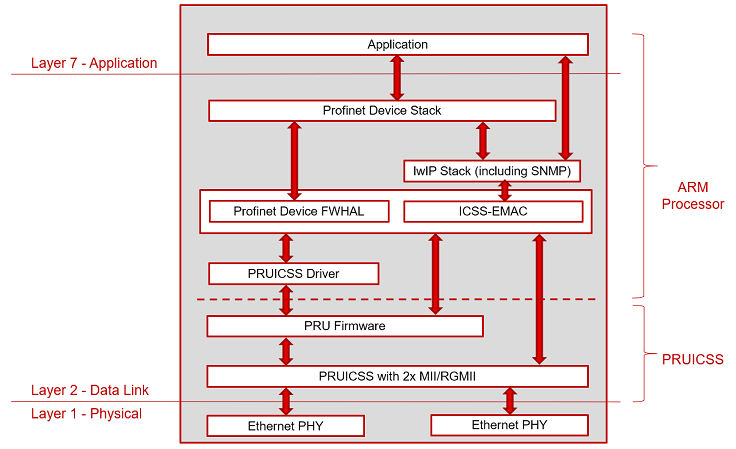 Application
Layer 7 - Application
Profinet Device Stack
IwIP Stack (including SNMP)
ARM
Processor
Profinet Device FWHAL
ICSS-EMAC
PRUICSS Driver
PRU Firmware
PRUICSS
PRUICSS with 2x MII/RGMII
Layer 2 - Data Link
Layer 1 - Physical
Ethernet PHY
Ethernet PHY